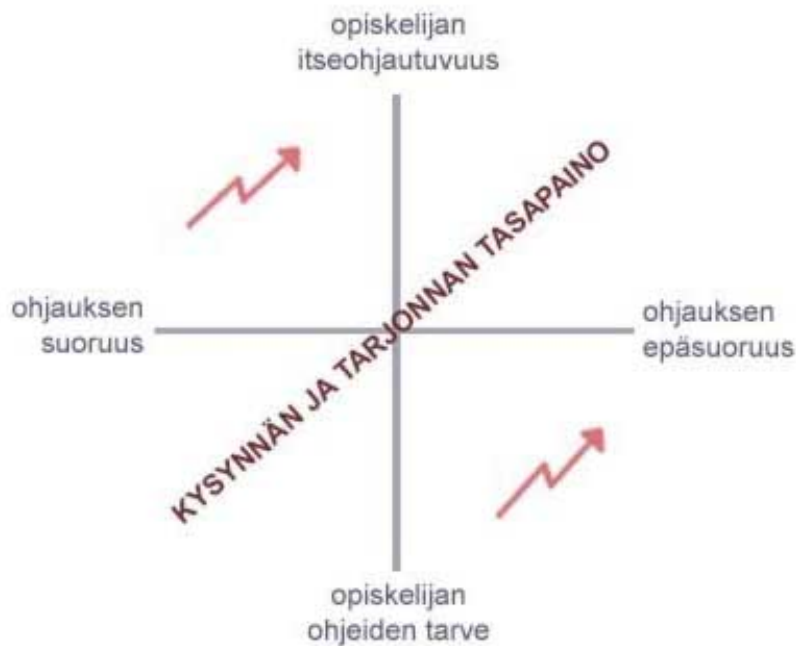 opiskelijan
itseohjautuvuus
KYSYNNÄN JA TARJONNAN TASAPAINO
ohjauksen
suoruus
ohjauksen
epäsuoruus
opiskelijan
ohjeiden tarve